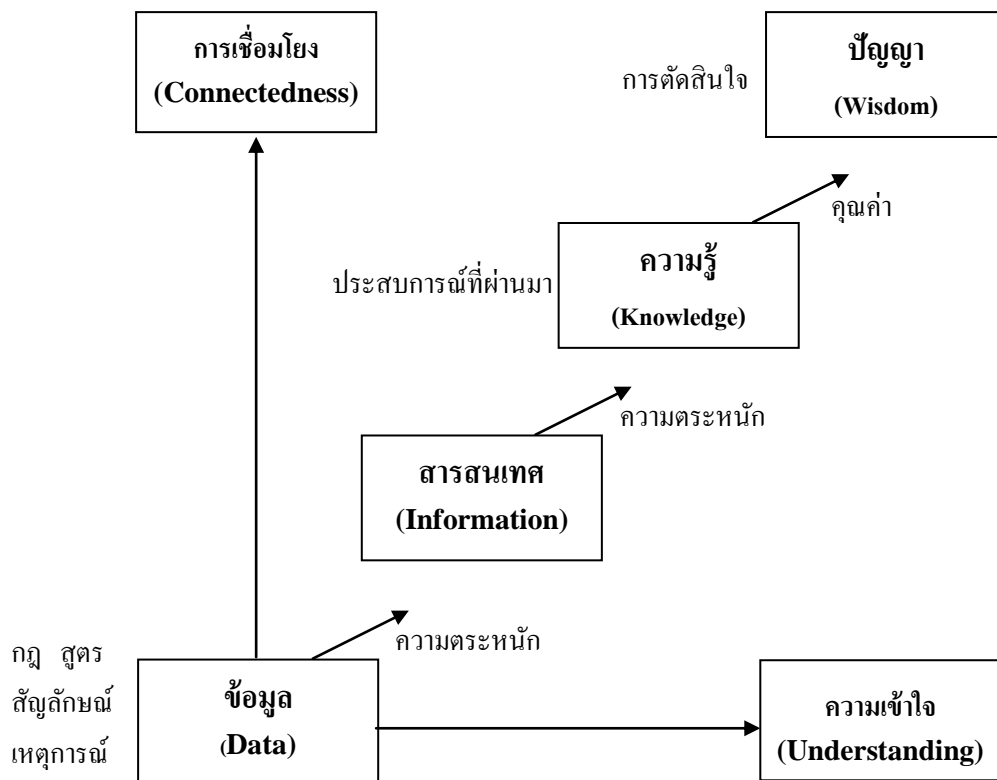 การเชื่อมโยง
(Connectedness)
ปัญญา
(Wisdom)
การตัดสินใจ
คุณค่า
ความรู้
(Knowledge)
ประสบการณ์ที่ผ่านมา
ความตระหนัก
สารสนเทศ
(Information)
ความตระหนัก
กฎ สูตร
สัญลักษณ์
เหตุการณ์
ข้อมูล
(Data)
ความเข้าใจ
(Understanding)